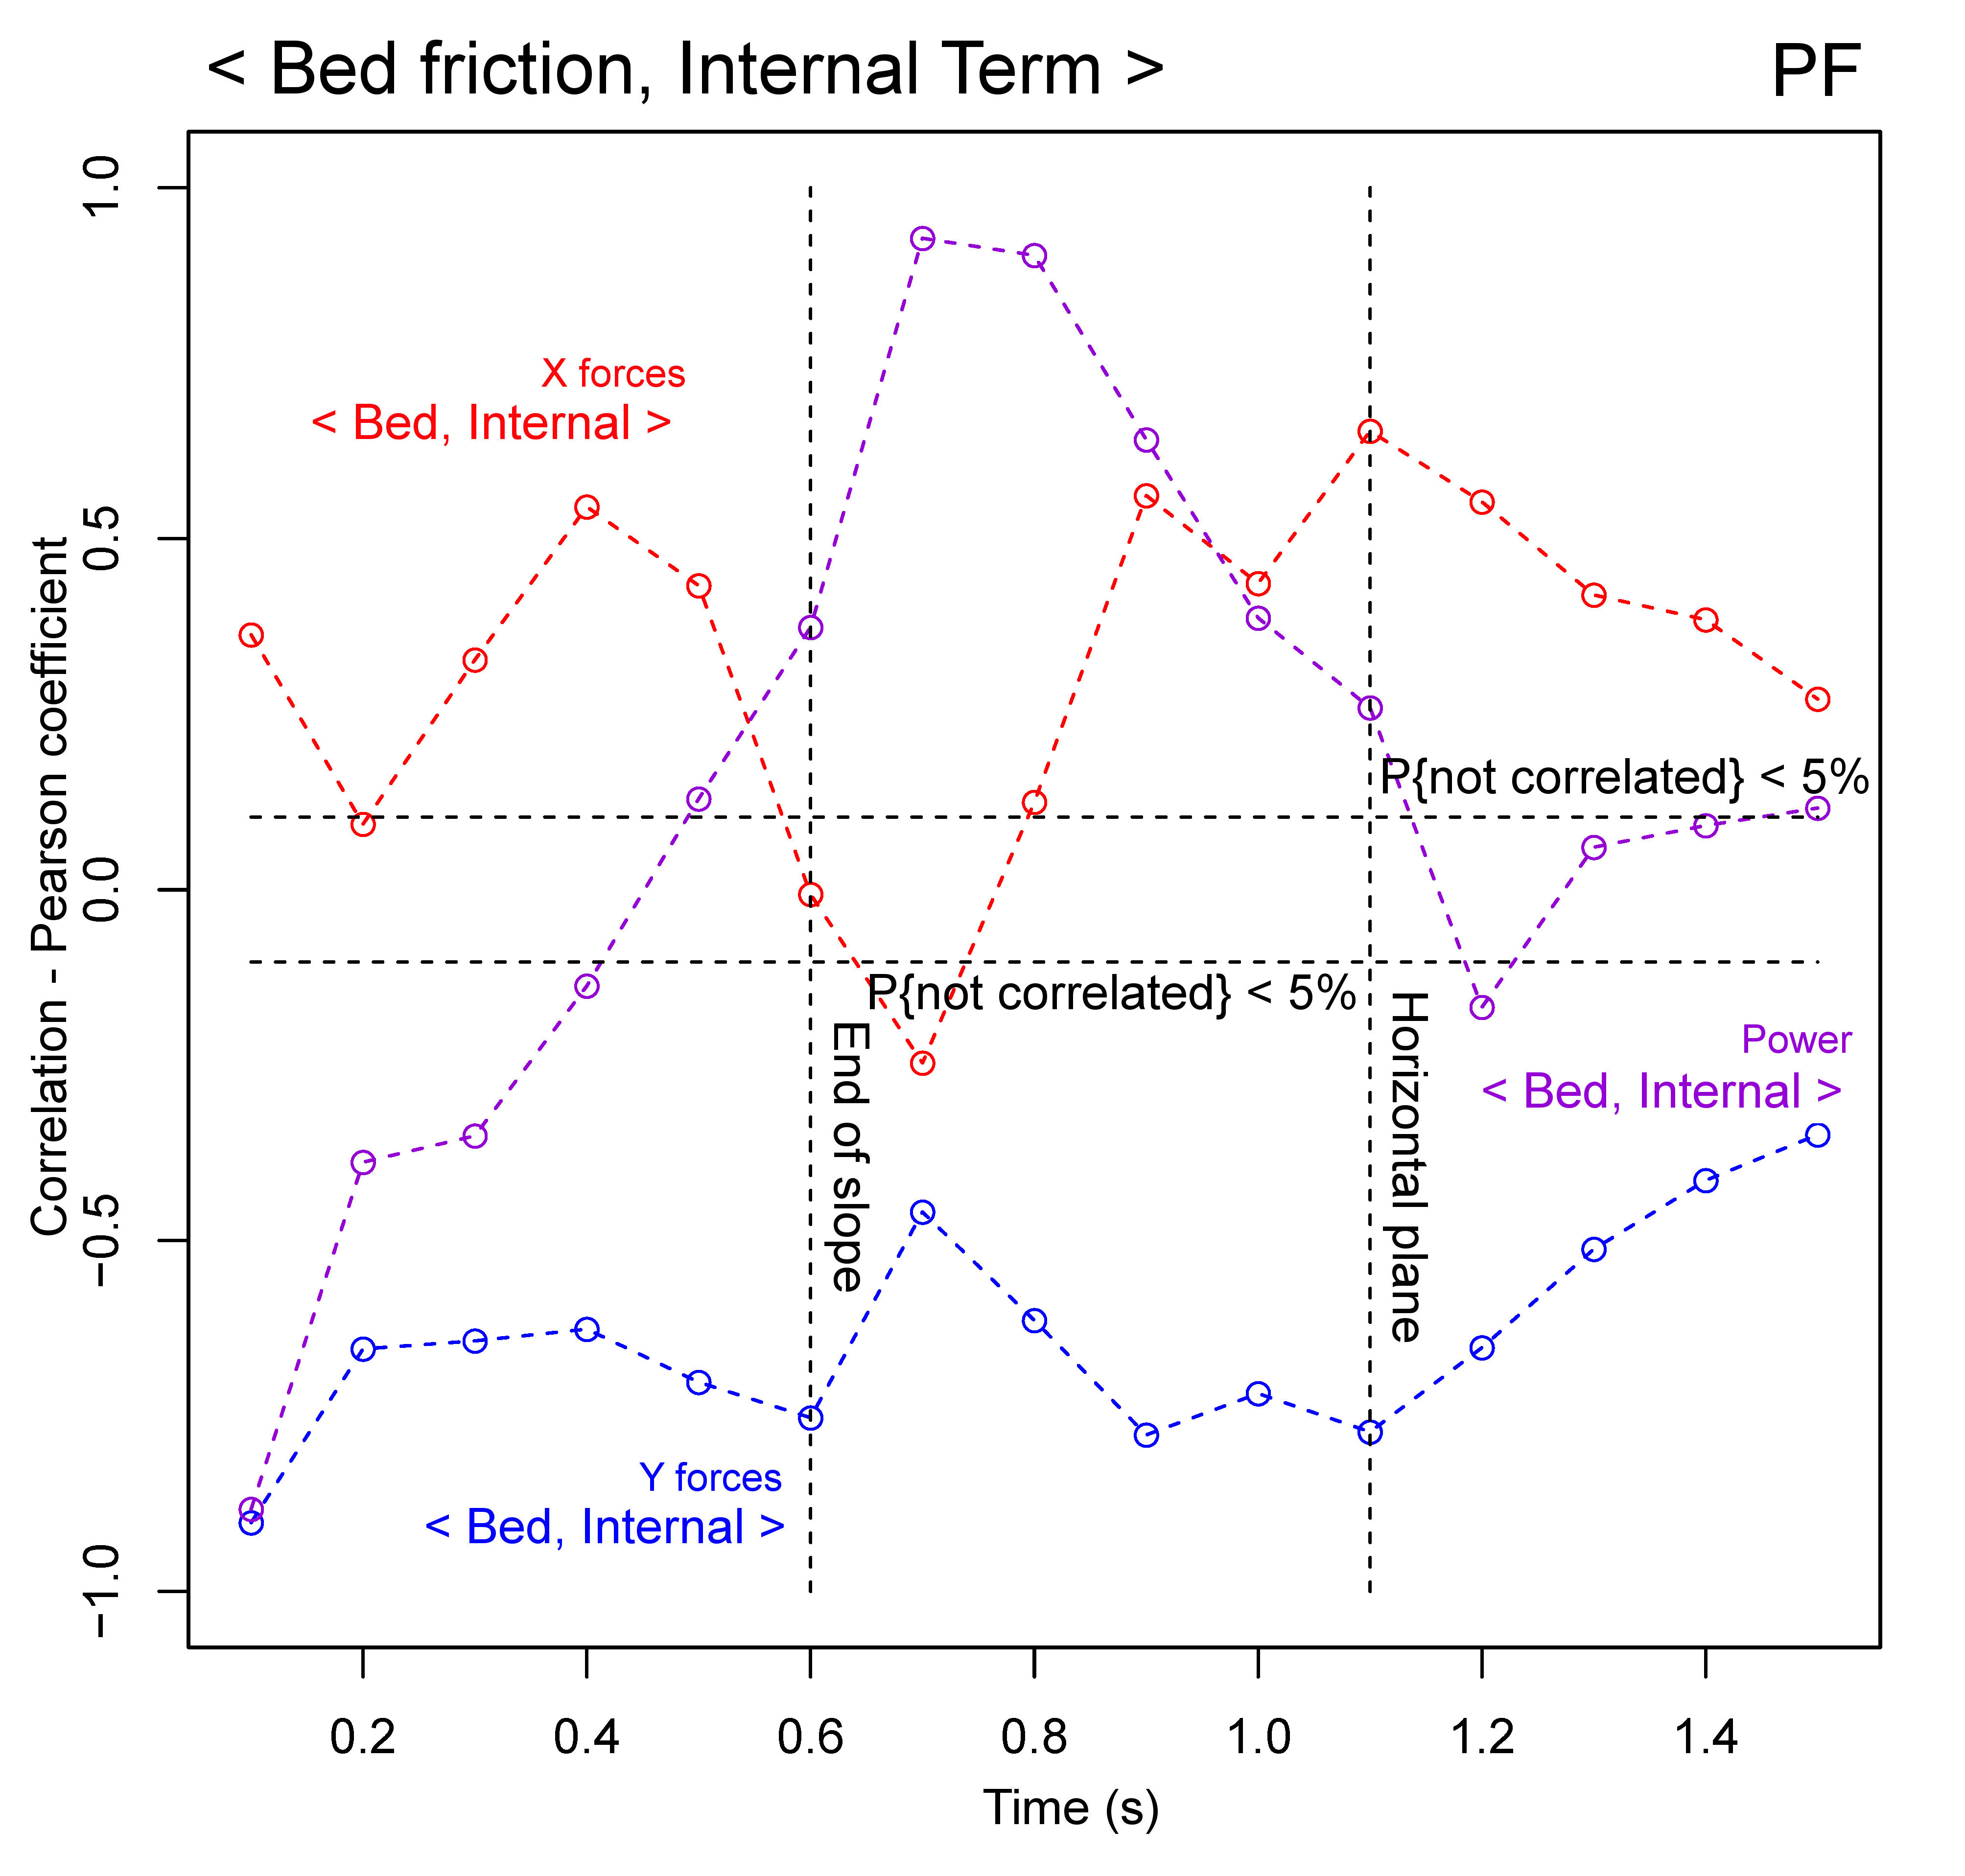 < Bed friction, Internal Term >
PF
Correlation - Pearson coefficient
1.0
0.5
0.0
−0.5
−1.0
X forces
< Bed, Internal >
P{not correlated} < 5%
P{not correlated} < 5%
End of slope
Horizontal plane
Power
< Bed, Internal >
Y forces
< Bed, Internal >
0.2
0.4
0.6
0.8
1.0
1.2
1.4
Time (s)